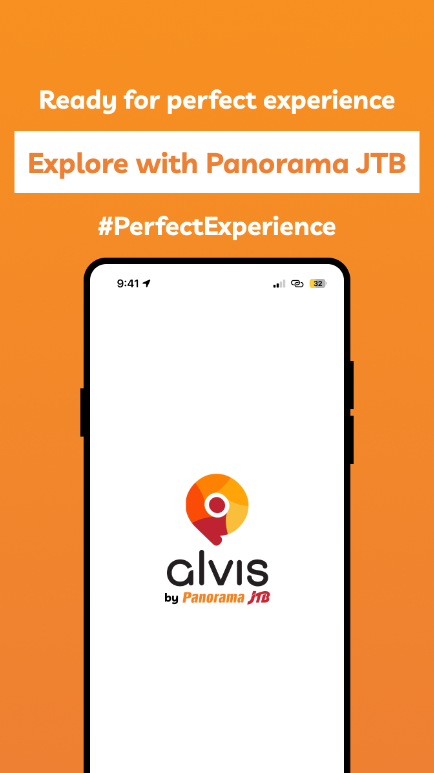 Ready for perfect experience
Explore with Panorama JTB
#PerfectExperience
9:41 32
alvis
by Panorama JTB